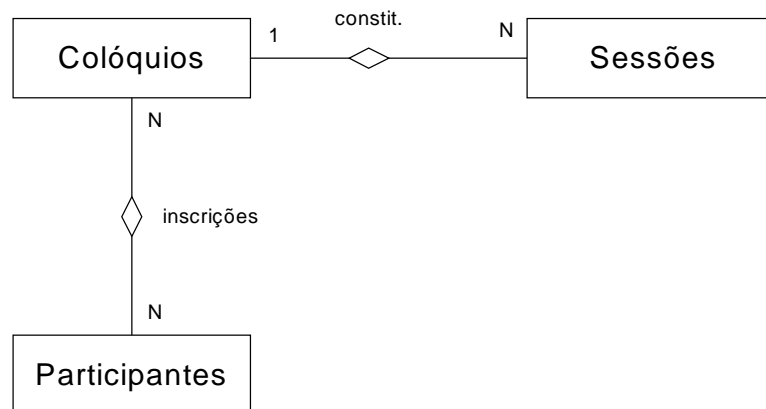 constit.
1
N
Colóquios
Sessões
N
inscrições
N
Participantes